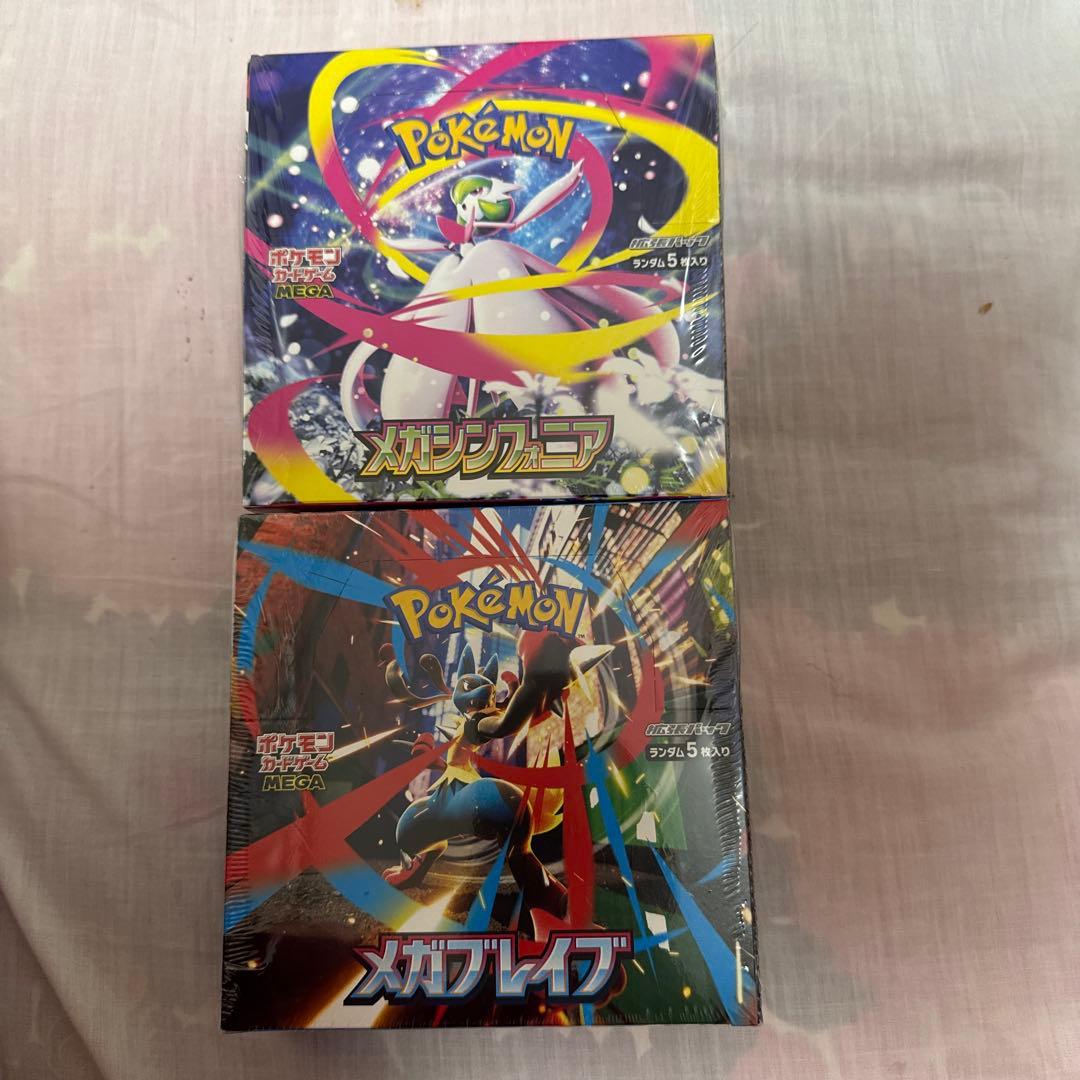 POKéMON
ポケモン
カードゲーム
MEGA
拡張パック
ランダム5枚入り
メガシンフォニア
POKéMON
TM
ポケモン
カードゲーム
MEGA
拡張パック
ランダム5枚入り
メガブレイブ